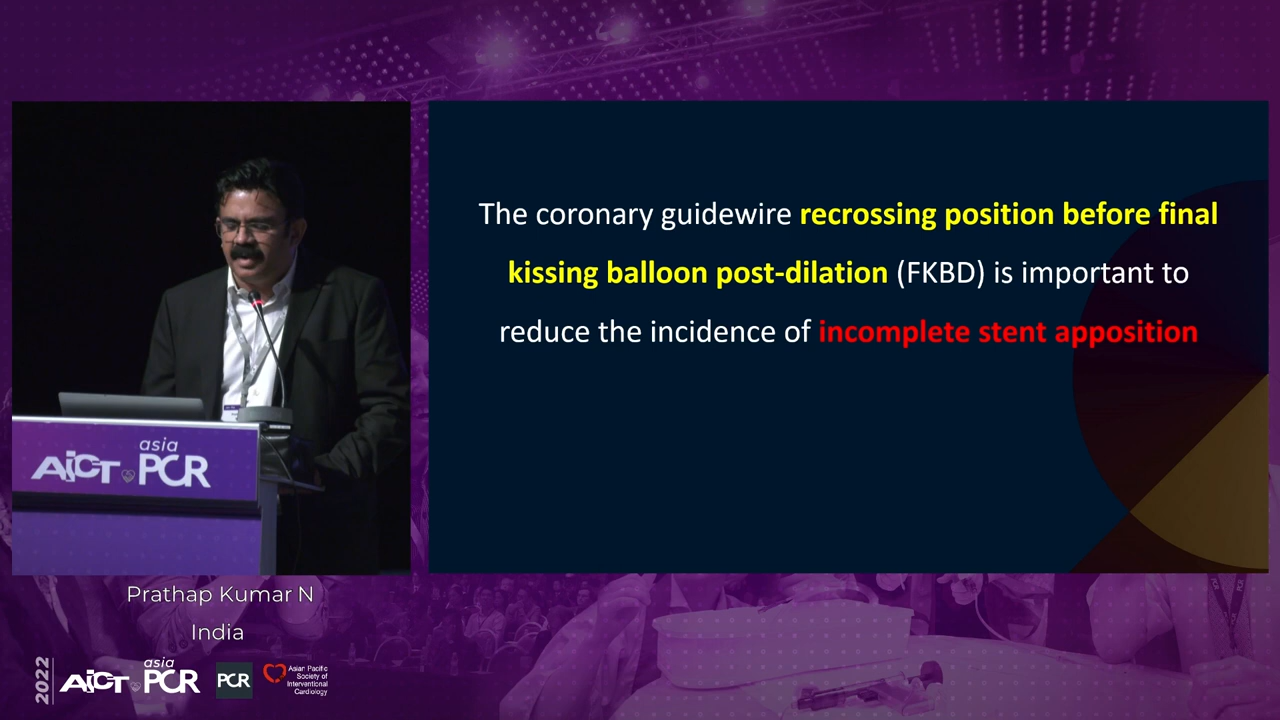 The coronary guidewire recrossing position before final
kissing balloon post-dilation (FKBD) is important to
reduce the incidence of incomplete stent apposition
asia
AICT PCR
Prathap Kumar N
India
2022
asia
AICT PCR
PCR
Asian Pacific
Society of
Interventional
Cardiology